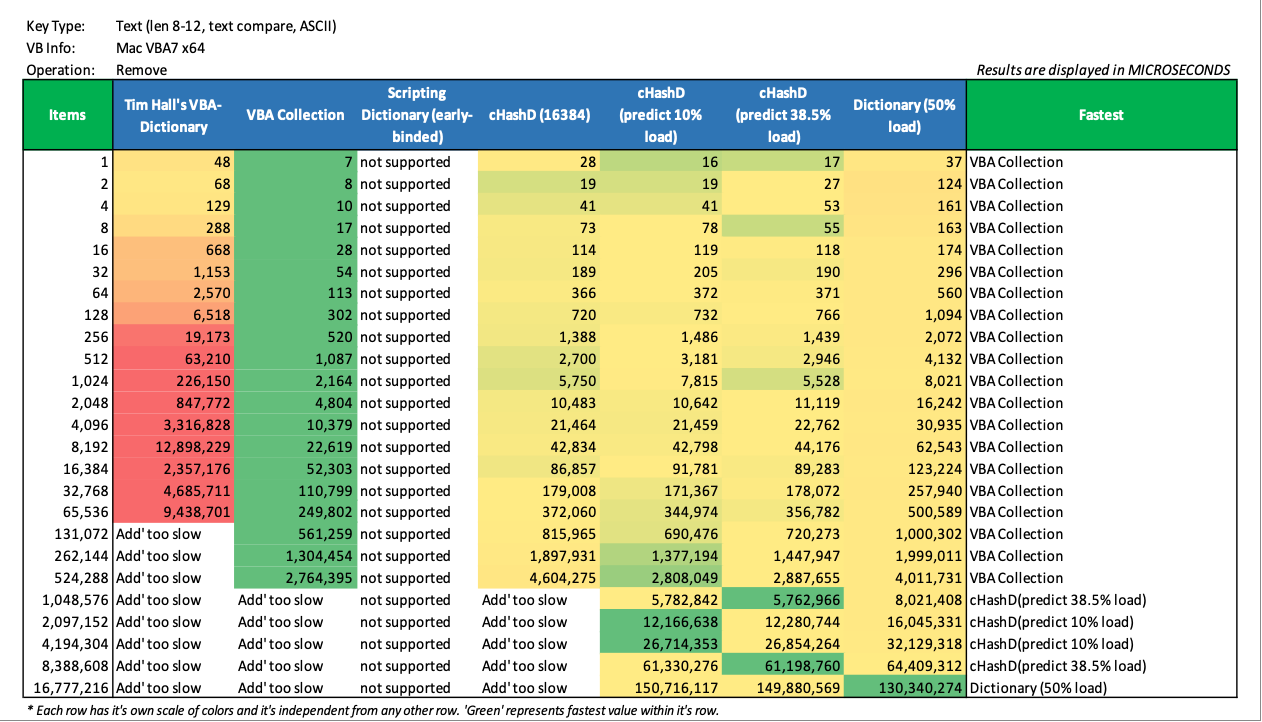 Key Type: Text (len 8-12, text compare, ASCII)
VB Info: Mac VBA7 x64
Operation: Remove Results are displayed in MICROSECONDS
Items Tim Hall's VBA-Dictionary VBA Collection Scripting Dictionary (early-binded) cHashD (16384) cHashD (predict 10% load) cHashD (predict 38.5% load) Dictionary (50% load) Fastest
1 48 7 not supported 28 16 17 37 VBA Collection
2 68 8 not supported 19 19 27 124 VBA Collection
4 129 10 not supported 41 41 53 161 VBA Collection
8 288 17 not supported 73 78 55 163 VBA Collection
16 668 28 not supported 114 119 118 174 VBA Collection
32 1,153 54 not supported 189 205 190 296 VBA Collection
64 2,570 113 not supported 366 372 371 560 VBA Collection
128 6,518 302 not supported 720 732 766 1,094 VBA Collection
256 19,173 520 not supported 1,388 1,486 1,439 2,072 VBA Collection
512 63,210 1,087 not supported 2,700 3,181 2,946 4,132 VBA Collection
1,024 226,150 2,164 not supported 5,750 7,815 5,528 8,021 VBA Collection
2,048 847,772 4,804 not supported 10,483 10,642 11,119 16,242 VBA Collection
4,096 3,316,828 10,379 not supported 21,464 21,459 22,762 30,935 VBA Collection
8,192 12,898,229 22,619 not supported 42,834 42,798 44,176 62,543 VBA Collection
16,384 2,357,176 52,303 not supported 86,857 91,781 89,283 123,224 VBA Collection
32,768 4,685,711 110,799 not supported 179,008 171,367 178,072 257,940 VBA Collection
65,536 9,438,701 249,802 not supported 372,060 344,974 356,782 500,589 VBA Collection
131,072 Add' too slow 561,259 not supported 815,965 690,476 720,273 1,000,302 VBA Collection
262,144 Add' too slow 1,304,454 not supported 1,897,931 1,377,194 1,447,947 1,999,011 VBA Collection
524,288 Add' too slow 2,764,395 not supported 4,604,275 2,808,049 2,887,655 4,011,731 VBA Collection
1,048,576 Add' too slow Add' too slow not supported Add' too slow 5,782,842 5,762,966 8,021,408 cHashD(predict 38.5% load)
2,097,152 Add' too slow Add' too slow not supported Add' too slow 12,166,638 12,280,744 16,045,331 cHashD(predict 10% load)
4,194,304 Add' too slow Add' too slow not supported Add' too slow 26,714,353 26,854,264 32,129,318 cHashD(predict 10% load)
8,388,608 Add' too slow Add' too slow not supported Add' too slow 61,330,276 61,198,760 64,409,312 cHashD(predict 38.5% load)
16,777,216 Add' too slow Add' too slow not supported Add' too slow 150,716,117 149,880,569 130,340,274 Dictionary (50% load)
* Each row has it's own scale of colors and it's independent from any other row. 'Green' represents fastest value within it's row.